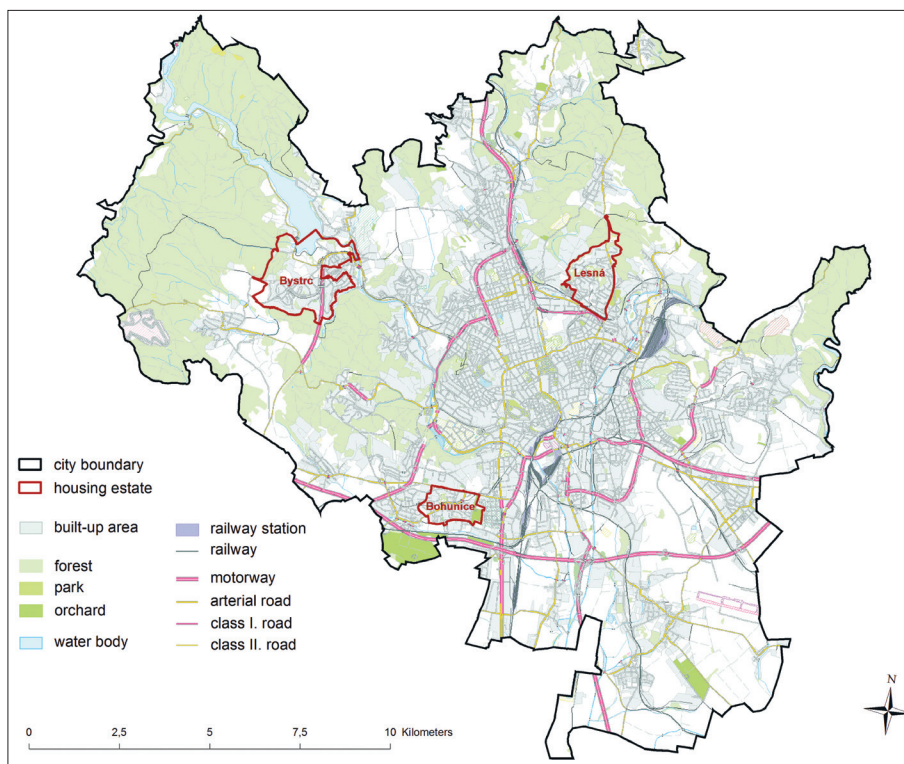 Bystrc
Lesná
Bohunice
city boundary
housing estate
built-up area
forest
park
orchard
water body
railway station
railway
motorway
arterial road
class I. road
class II. road
N
0 2,5 5 7,5 10 Kilometers